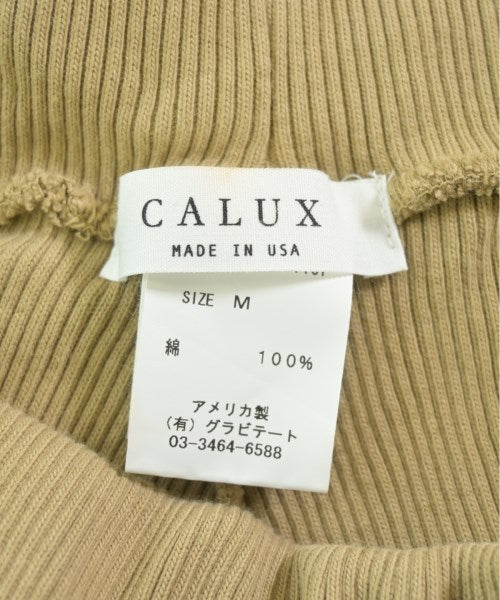 CALUX
MADE IN USA
SIZE M
綿 100%
アメリカ製
(有) グラビテート
03-3464-6588